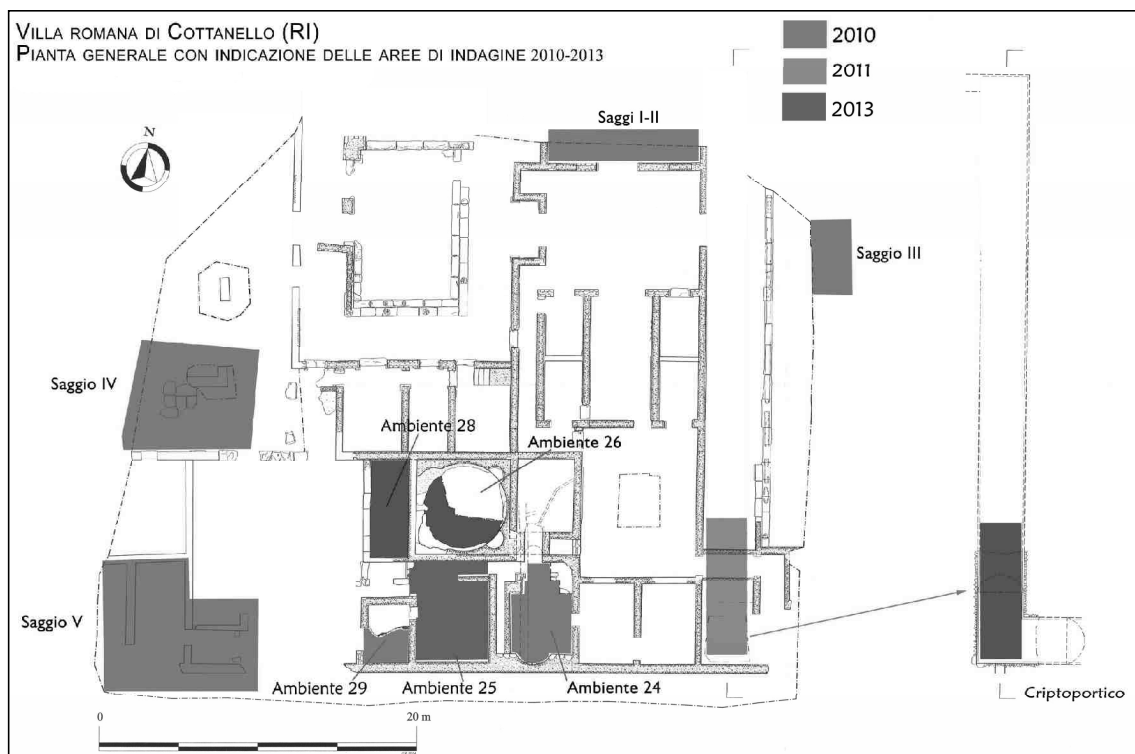 VILLA ROMANA DI COTTANELLO (RI)
PIANTA GENERALE CON INDICAZIONE DELLE AREE DI INDAGINE 2010-2013
2010
2011
2013
N
Saggi I-II
Saggio III
Saggio IV
Ambiente 28
Ambiente 26
Saggio V
Ambiente 29
Ambiente 25
Ambiente 24
Criptoportico
0
20 m